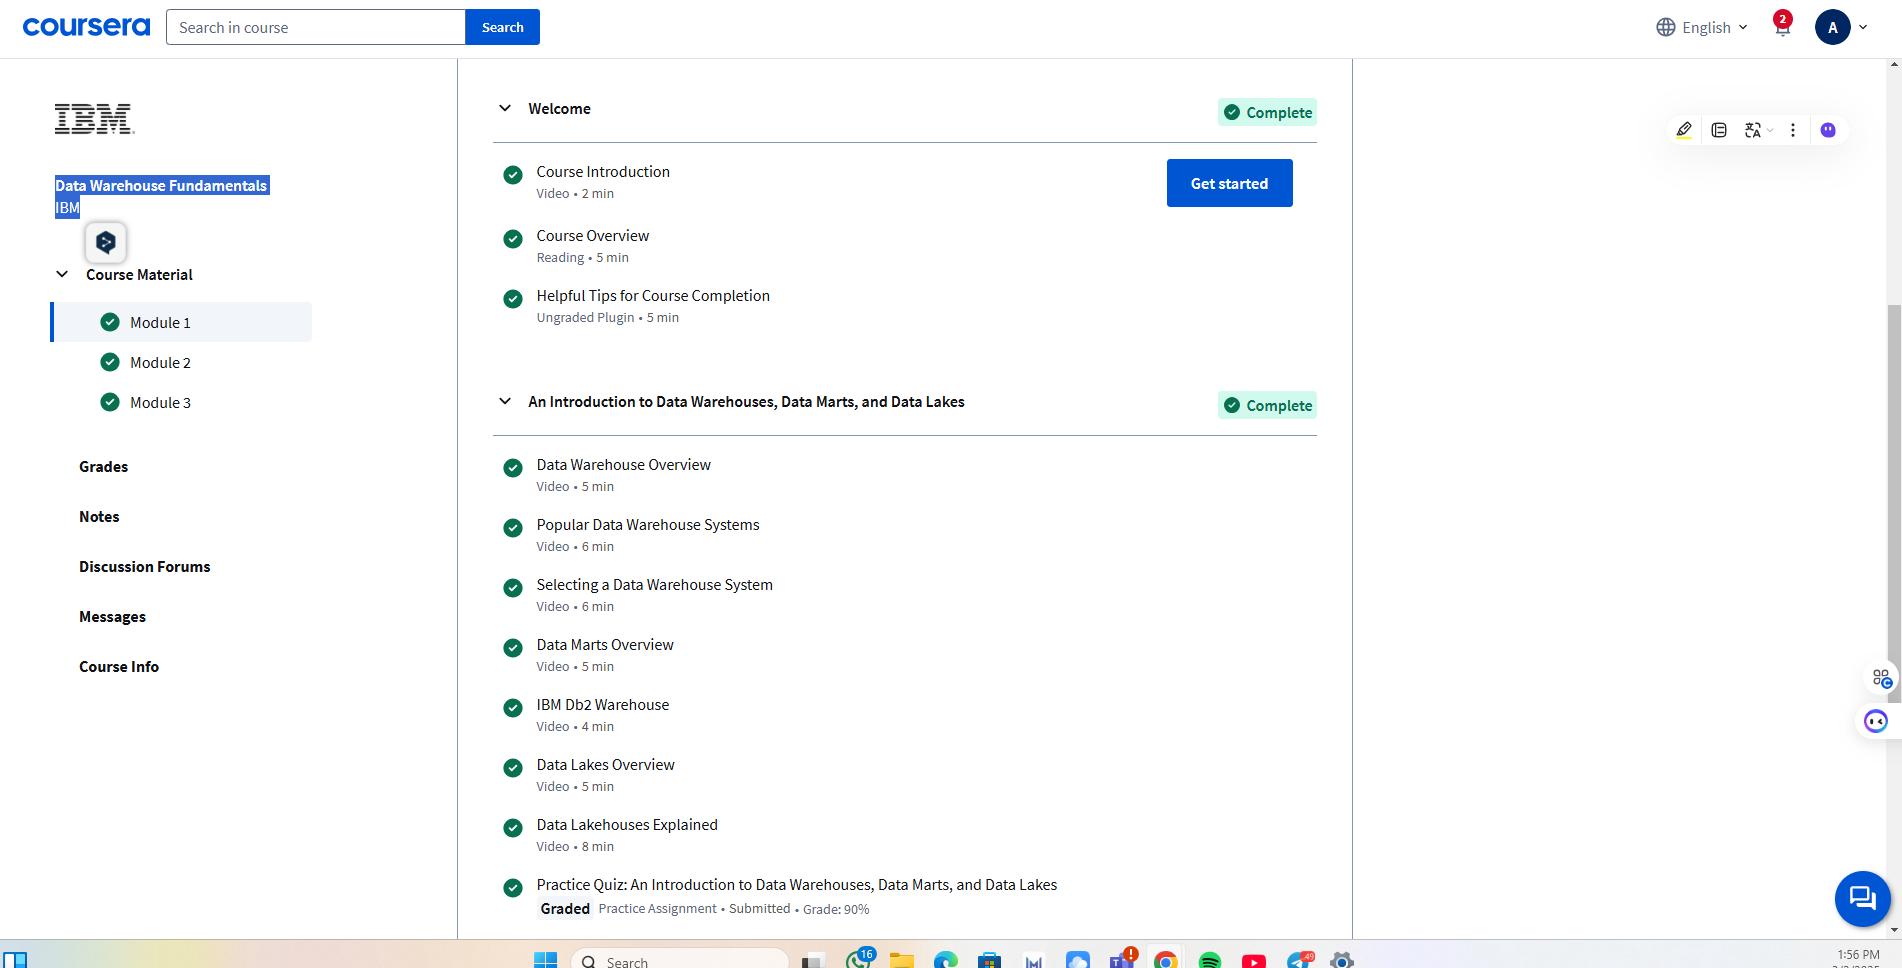 coursera
Search in course
Search
English
2
A
IBM
Data Warehouse Fundamentals
IBM
Course Material
Module 1
Module 2
Module 3
Grades
Notes
Discussion Forums
Messages
Course Info
Welcome
Complete
Course Introduction
Video • 2 min
Get started
Course Overview
Reading • 5 min
Helpful Tips for Course Completion
Ungraded Plugin • 5 min
An Introduction to Data Warehouses, Data Marts, and Data Lakes
Complete
Data Warehouse Overview
Video • 5 min
Popular Data Warehouse Systems
Video • 6 min
Selecting a Data Warehouse System
Video • 6 min
Data Marts Overview
Video • 5 min
IBM Db2 Warehouse
Video • 4 min
Data Lakes Overview
Video • 5 min
Data Lakehouses Explained
Video • 8 min
Practice Quiz: An Introduction to Data Warehouses, Data Marts, and Data Lakes
Graded Practice Assignment • Submitted • Grade: 90%
Search
16
49
1:56 PM